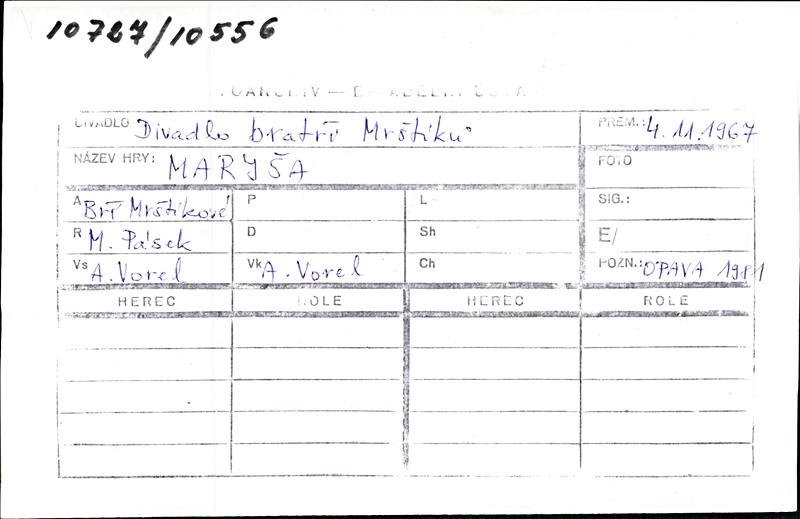 10727/10556
DIVADLO Divadlo bratří Mrštíků PREM.: 4.11.1967
NÁZEV HRY: MARYŠA FOTO
A Bří Mrštíkové P L SIG.:
R M. Pásek D Sh E/
Vs A. Vorel Vk A. Vorel Ch POZN.: OPAVA 1981
HEREC ROLE HEREC ROLE